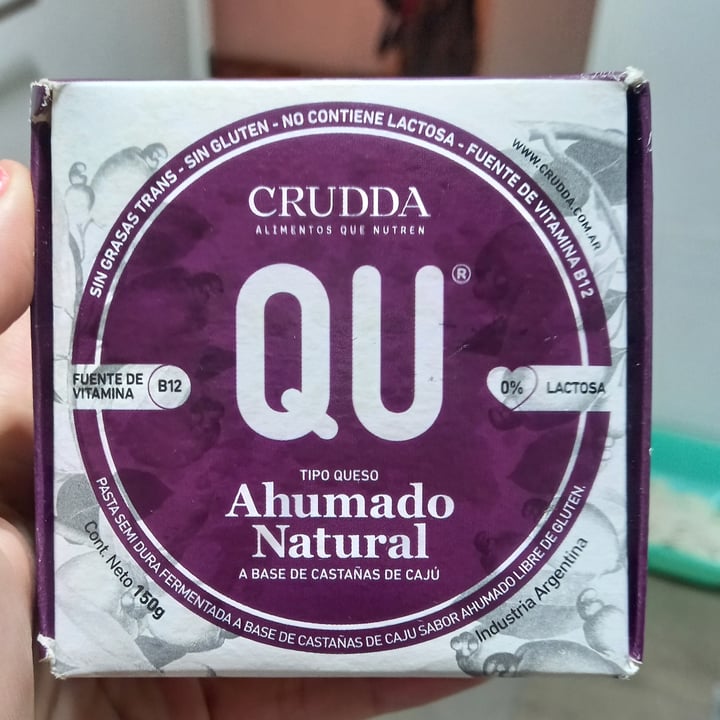 SIN GRASAS TRANS - SIN GLUTEN - NO CONTIENE LACTOSA - FUENTE DE VITAMINA B12
WWW.CRUDDA.COM.AR
CRUDDA
ALIMENTOS QUE NUTREN
QU®
FUENTE DE
VITAMINA
B12
0%
LACTOSA
TIPO QUESO
Ahumado
Natural
A BASE DE CASTAÑAS DE CAJÚ
PASTA SEMI DURA FERMENTADA A BASE DE CASTAÑAS DE CAJU SABOR AHUMADO LIBRE DE GLUTEN.
Cont. Neto 150g
Industria Argentina